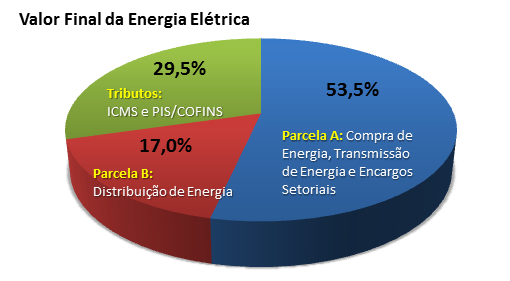 Valor Final da Energia Elétrica
29,5%
Tributos:
ICMS e PIS/COFINS
53,5%
Parcela A: Compra de
Energia, Transmissão
de Energia e Encargos
Setoriais
17,0%
Parcela B:
Distribuição de Energia